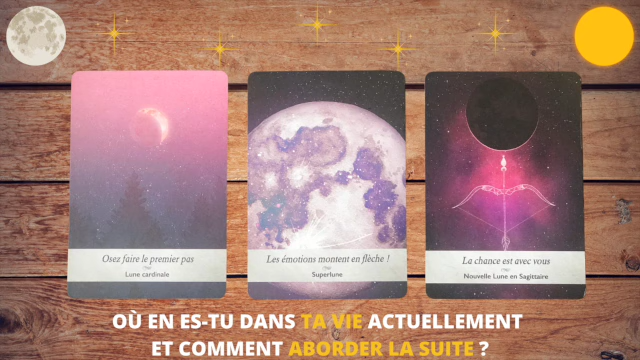 Osez faire le premier pas
Lune cardinale
Les émotions montent en flèche !
Superlune
La chance est avec vous
Nouvelle Lune en Sagittaire
OÙ EN ES-TU DANS TA VIE ACTUELLEMENT
ET COMMENT ABORDER LA SUITE ?